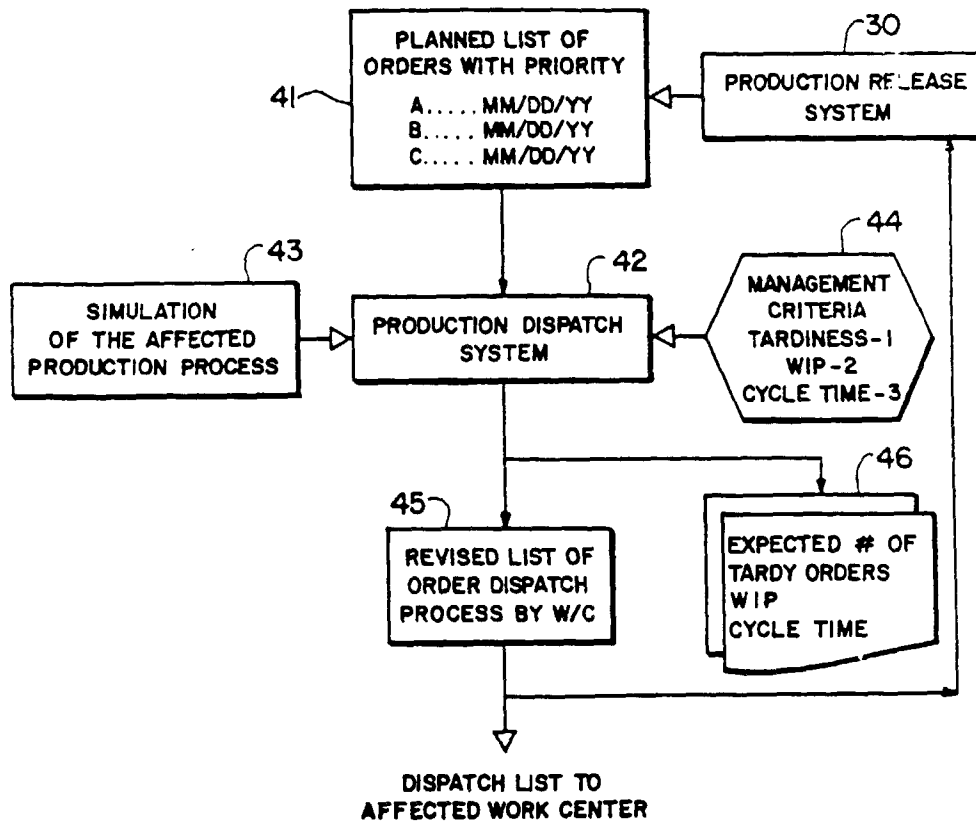 PLANNED LIST OF
ORDERS WITH PRIORITY
A..... MM/DD/YY
B..... MM/DD/YY
C..... MM/DD/YY
41
30
PRODUCTION RELEASE
SYSTEM
43
SIMULATION
OF THE AFFECTED
PRODUCTION PROCESS
42
PRODUCTION DISPATCH
SYSTEM
44
MANAGEMENT
CRITERIA
TARDINESS-1
WIP-2
CYCLE TIME-3
45
REVISED LIST OF
ORDER DISPATCH
PROCESS BY W/C
46
EXPECTED # OF
TARDY ORDERS
WIP
CYCLE TIME
DISPATCH LIST TO
AFFECTED WORK CENTER